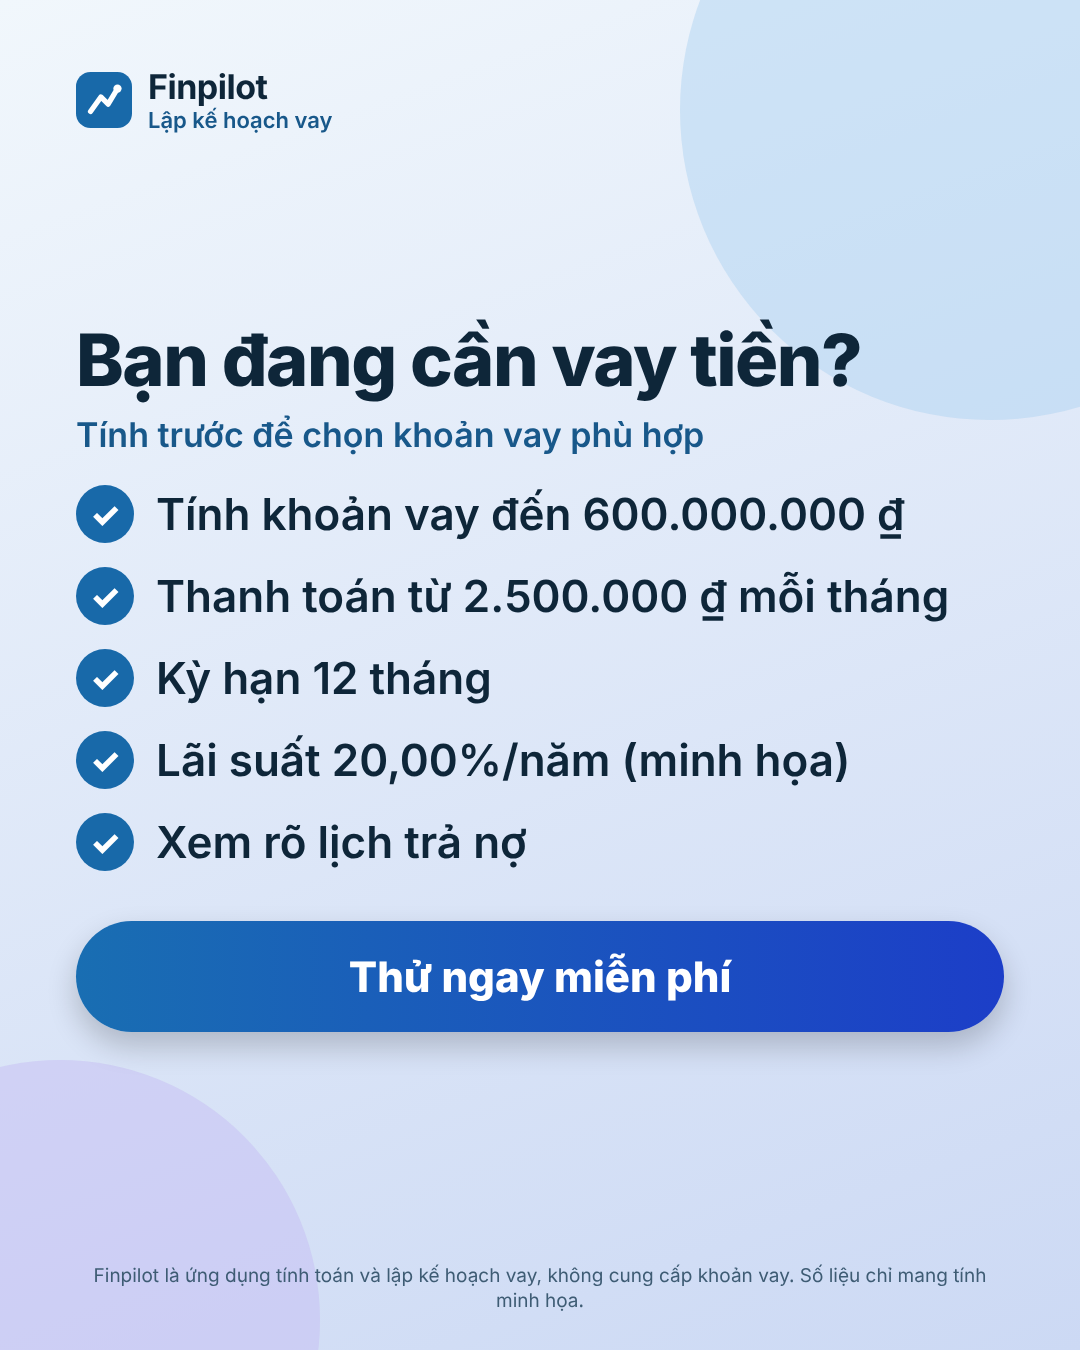 Finpilot
Lập kế hoạch vay
Bạn đang cần vay tiền?
Tính trước để chọn khoản vay phù hợp
Tính khoản vay đến 600.000.000 ₫
Thanh toán từ 2.500.000 ₫ mỗi tháng
Kỳ hạn 12 tháng
Lãi suất 20,00%/năm (minh họa)
Xem rõ lịch trả nợ
Thử ngay miễn phí
Finpilot là ứng dụng tính toán và lập kế hoạch vay, không cung cấp khoản vay. Số liệu chỉ mang tính
minh họa.